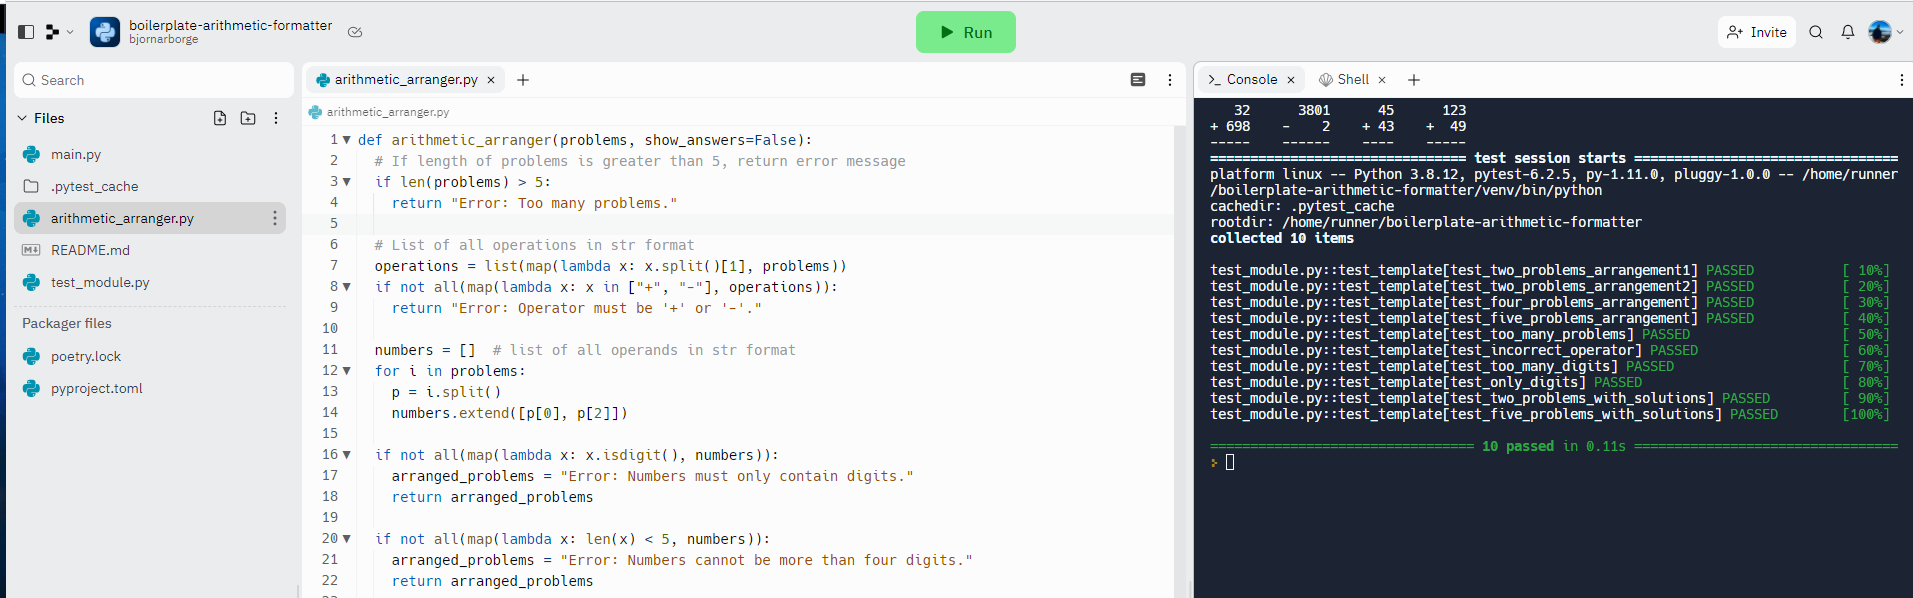 boilerplate-arithmetic-formatter
bjornarborge
Run
Invite
Search
Files
main.py
.pytest_cache
arithmetic_arranger.py
README.md
test_module.py
Packager files
poetry.lock
pyproject.toml
arithmetic_arranger.py
arithmetic_arranger.py
1 def arithmetic_arranger(problems, show_answers=False):
2 # If length of problems is greater than 5, return error message
3 if len(problems) > 5:
4 return "Error: Too many problems."
5
6 # List of all operations in str format
7 operations = list(map(lambda x: x.split()[1], problems))
8 if not all(map(lambda x: x in ["+", "-"], operations)):
9 return "Error: Operator must be '+' or '-'."
10
11 numbers = []  # list of all operands in str format
12 for i in problems:
13 p = i.split()
14 numbers.extend([p[0], p[2]])
15
16 if not all(map(lambda x: x.isdigit(), numbers)):
17 arranged_problems = "Error: Numbers must only contain digits."
18 return arranged_problems
19
20 if not all(map(lambda x: len(x) < 5, numbers)):
21 arranged_problems = "Error: Numbers cannot be more than four digits."
22 return arranged_problems
Console Shell
   32      3801      45      123
+ 698    -    2    + 43    +  49
-----    ------    ----    -----
================================ test session starts =================================
platform linux -- Python 3.8.12, pytest-6.2.5, py-1.11.0, pluggy-1.0.0 -- /home/runner
/boilerplate-arithmetic-formatter/venv/bin/python
cachedir: .pytest_cache
rootdir: /home/runner/boilerplate-arithmetic-formatter
collected 10 items
test_module.py::test_template[test_two_problems_arrangement1] PASSED [ 10%]
test_module.py::test_template[test_two_problems_arrangement2] PASSED [ 20%]
test_module.py::test_template[test_four_problems_arrangement] PASSED [ 30%]
test_module.py::test_template[test_five_problems_arrangement] PASSED [ 40%]
test_module.py::test_template[test_too_many_problems] PASSED [ 50%]
test_module.py::test_template[test_incorrect_operator] PASSED [ 60%]
test_module.py::test_template[test_too_many_digits] PASSED [ 70%]
test_module.py::test_template[test_only_digits] PASSED [ 80%]
test_module.py::test_template[test_two_problems_with_solutions] PASSED [ 90%]
test_module.py::test_template[test_five_problems_with_solutions] PASSED [100%]
================================= 10 passed in 0.11s =================================